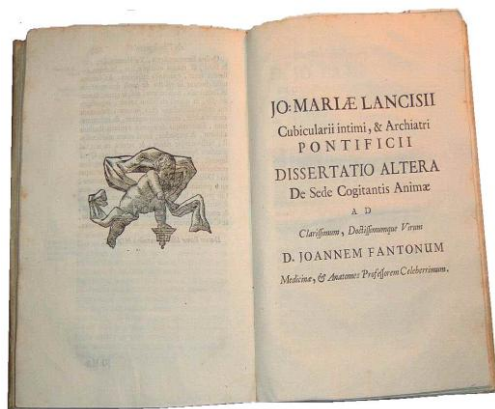 JO: MARIÆ LANCISII
Cubicularii intimi, & Archiatri
PONTIFICII
DISSERTATIO ALTERA
De Sede Cogitantis Animæ
A D
Clarissimum, Doctissimumque Virum
D. JOANNEM FANTONUM
Medicinæ, & Anatomes Professorem Celeberrimum.